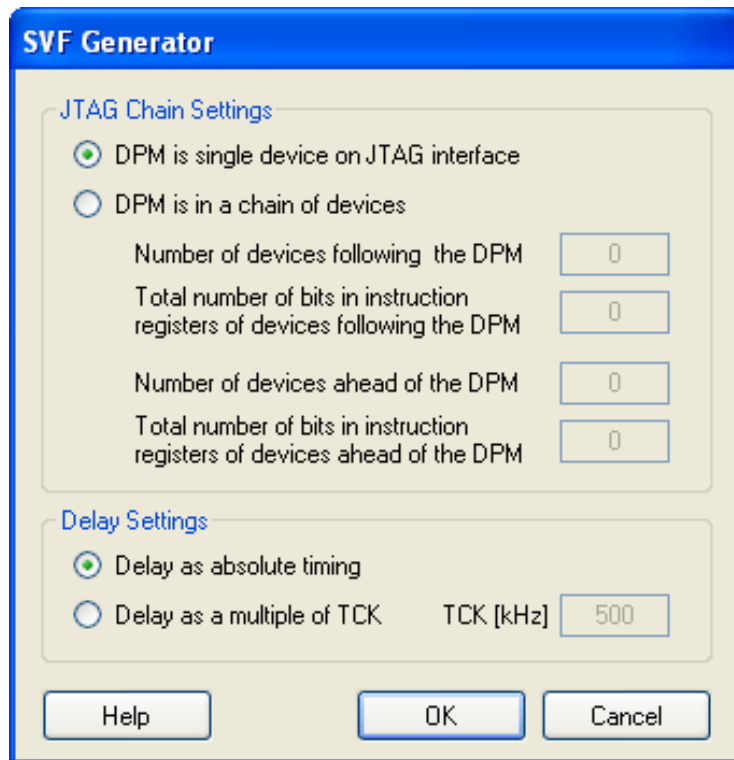 SVF Generator
JTAG Chain Settings
DPM is single device on JTAG interface
DPM is in a chain of devices
Number of devices following the DPM 0
Total number of bits in instruction
registers of devices following the DPM 0
Number of devices ahead of the DPM 0
Total number of bits in instruction
registers of devices ahead of the DPM 0
Delay Settings
Delay as absolute timing
Delay as a multiple of TCK TCK [kHz] 500
Help OK Cancel